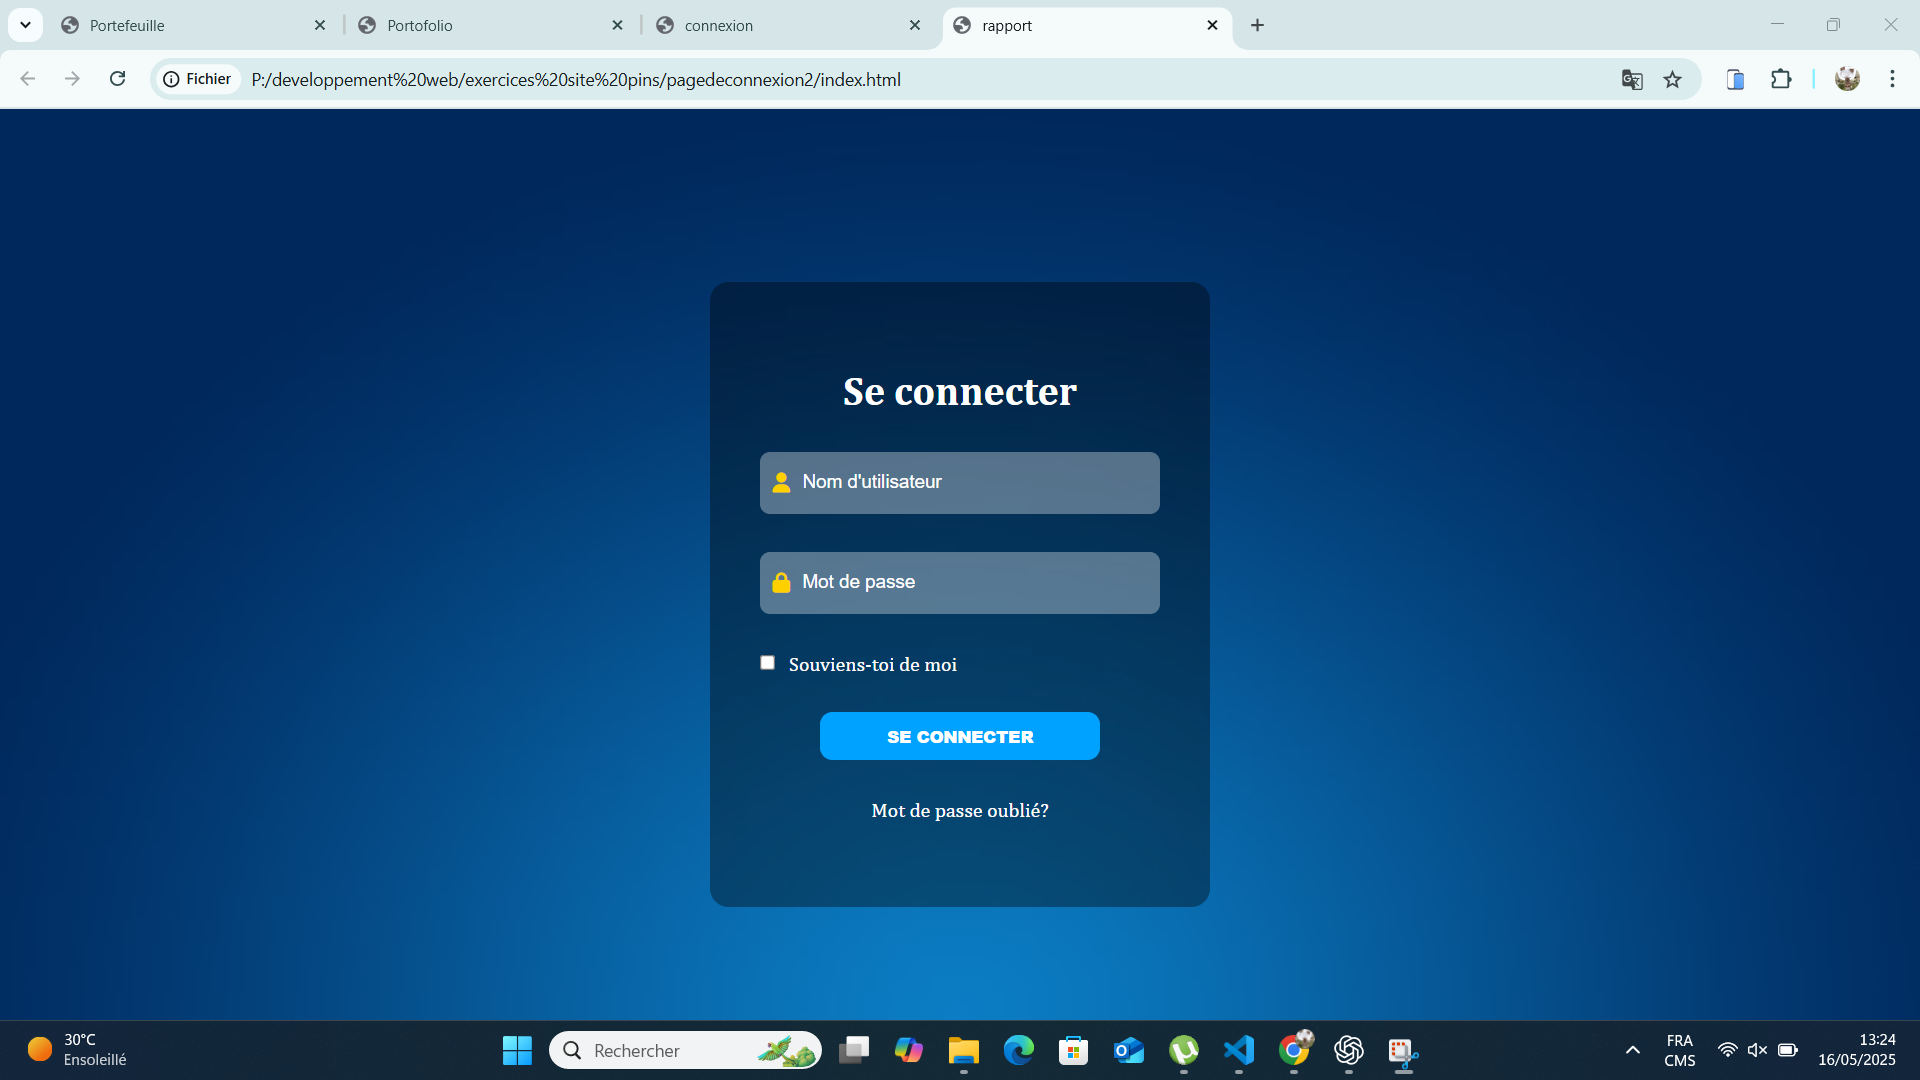 Portefeuille
Portofolio
connexion
rapport
Fichier
P:/developpement%20web/exercices%20site%20pins/pagedeconnexion2/index.html
Se connecter
Nom d'utilisateur
Mot de passe
Souviens-toi de moi
SE CONNECTER
Mot de passe oublié?
30°C
Ensoleillé
Rechercher
FRA
CMS
13:24
16/05/2025